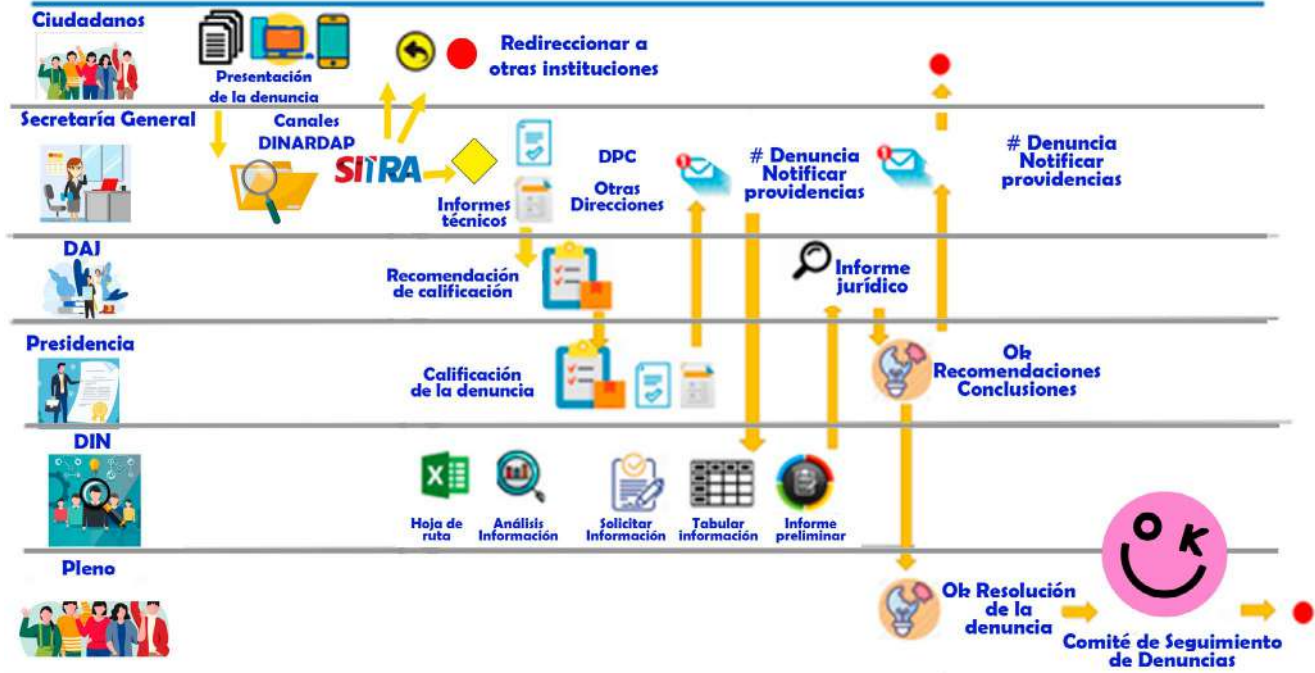 Ciudadanos
Presentación
de la denuncia
Redireccionar a
otras instituciones
Secretaría General
Canales
DINARDAP
SITRA
Informes
técnicos
DPC
Otras
Direcciones
1
# Denuncia
Notificar
providencias
1
# Denuncia
Notificar
providencias
DAJ
Recomendación
de calificación
Informe
jurídico
Presidencia
Calificación
de la denuncia
Ok
Recomendaciones
Conclusiones
DIN
X
Hoja de
ruta
Análisis
Información
Solicitar
Información
Tabular
información
Informe
preliminar
Pleno
Ok Resolución
de la
denuncia
OK
Comité de Seguimiento
de Denuncias